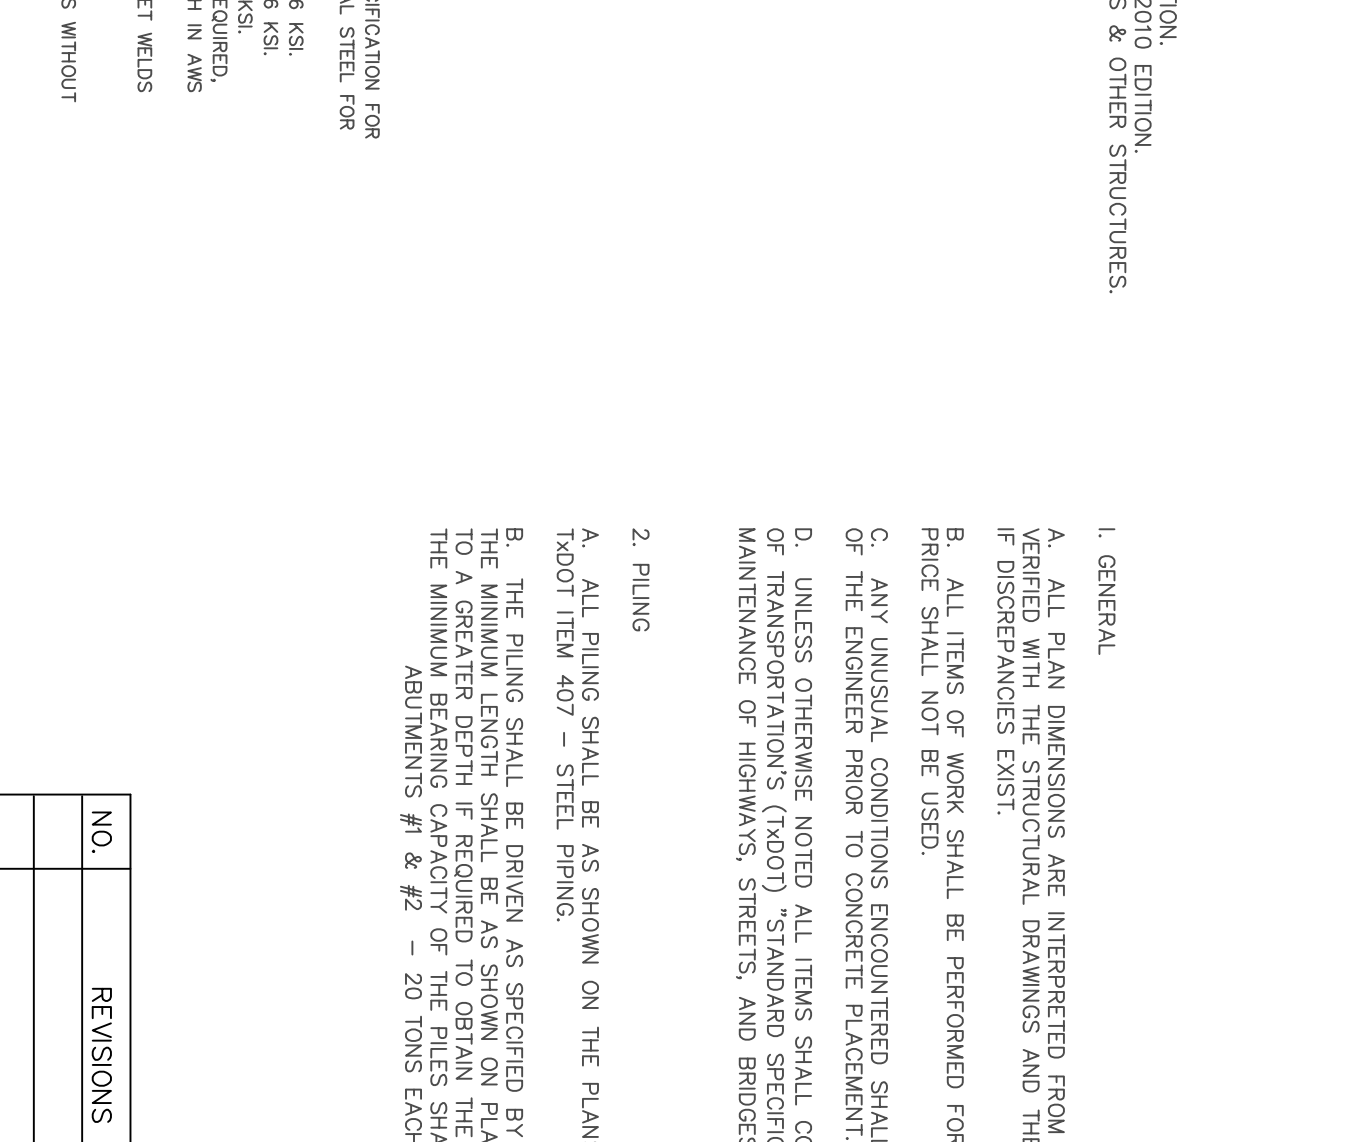 TION.
2010 EDITION.
S & OTHER STRUCTURES.
CIFICATION FOR
AL STEEL FOR
6 KSI.
6 KSI.
KSI.
EQUIRED,
H IN AWS
ET WELDS
S WITHOUT
I. GENERAL
A. ALL PLAN DIMENSIONS ARE INTERPRETED FROM
VERIFIED WITH THE STRUCTURAL DRAWINGS AND THE
IF DISCREPANCIES EXIST.
B. ALL ITEMS OF WORK SHALL BE PERFORMED FOR
PRICE SHALL NOT BE USED.
C. ANY UNUSUAL CONDITIONS ENCOUNTERED SHALL
OF THE ENGINEER PRIOR TO CONCRETE PLACEMENT.
D. UNLESS OTHERWISE NOTED ALL ITEMS SHALL CO
OF TRANSPORTATION'S (TxDOT) "STANDARD SPECIFIC
MAINTENANCE OF HIGHWAYS, STREETS, AND BRIDGES
2. PILING
A. ALL PILING SHALL BE AS SHOWN ON THE PLAN
TxDOT ITEM 407 – STEEL PIPING.
B. THE PILING SHALL BE DRIVEN AS SPECIFIED BY
THE MINIMUM LENGTH SHALL BE AS SHOWN ON PLA
TO A GREATER DEPTH IF REQUIRED TO OBTAIN THE
THE MINIMUM BEARING CAPACITY OF THE PILES SHA
ABUTMENTS #1 & #2 – 20 TONS EACH
NO. REVISIONS